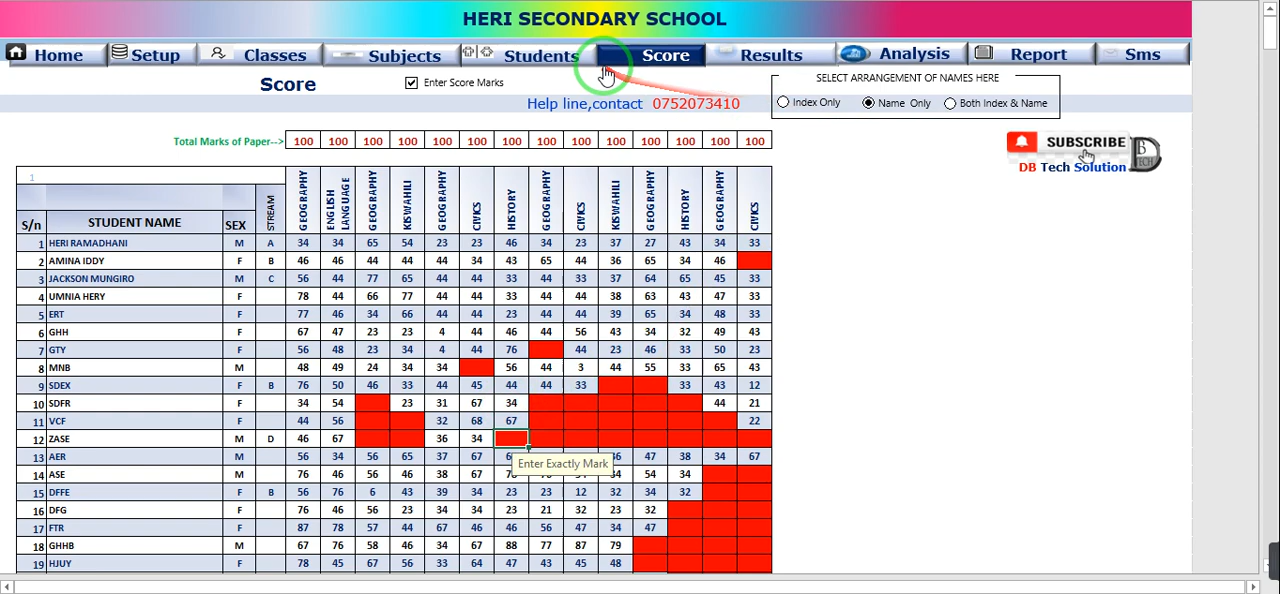 HERI SECONDARY SCHOOL
Home Setup Classes Subjects Students Score Results Analysis Report Sms
Score Enter Score Marks
SELECT ARRANGEMENT OF NAMES HERE
Index Only Name Only Both Index & Name
Help line,contact 0752073410
Total Marks of Paper--> 100 100 100 100 100 100 100 100 100 100 100 100 100 100
SUBSCRIBE
DB Tech Solution
B TECH
1
S/n STUDENT NAME SEX STREAM GEOGRAPHY ENGLISH LANGUAGE GEOGRAPHY KISWAHILI GEOGRAPHY CIVICS HISTORY GEOGRAPHY CIVICS KISWAHILI GEOGRAPHY HISTORY GEOGRAPHY CIVICS
1 HERI RAMADHANI M A 34 34 65 54 23 23 46 34 23 37 27 43 34 33
2 AMINA IDDY F B 46 46 44 44 44 34 43 65 44 36 65 34 46
3 JACKSON MUNGIRO M C 56 44 77 65 44 44 33 44 33 37 64 65 45 33
4 UMNIA HERY F 78 44 66 77 44 44 33 44 44 38 63 43 47 33
5 ERT F 77 46 34 66 44 44 23 44 44 39 65 34 48 33
6 GHH F 67 47 23 23 4 44 46 44 56 43 34 32 49 43
7 GTY F 56 48 23 34 4 44 76 44 23 46 33 50 23
8 MNB M 48 49 24 34 34 56 44 3 44 55 33 65 43
9 SDEX F B 76 50 46 33 44 45 44 44 33 33 43 12
10 SDFR F 34 54 23 31 67 34 44 21
11 VCF F 44 56 32 68 67 22
12 ZASE M D 46 67 36 34
13 AER M 56 34 56 65 37 67 46 47 38 34 67
Enter Exactly Mark
14 ASE M 76 46 56 46 38 67 34 54 34
15 DFFE F B 56 76 6 43 39 34 23 23 12 32 34 32
16 DFG F 76 46 56 23 34 34 23 21 32 23 32
17 FTR F 87 78 57 44 67 46 46 56 47 34 47
18 GHHB M 67 76 58 46 34 67 88 77 87 79
19 HJUY F 78 45 67 56 33 64 47 43 45 48